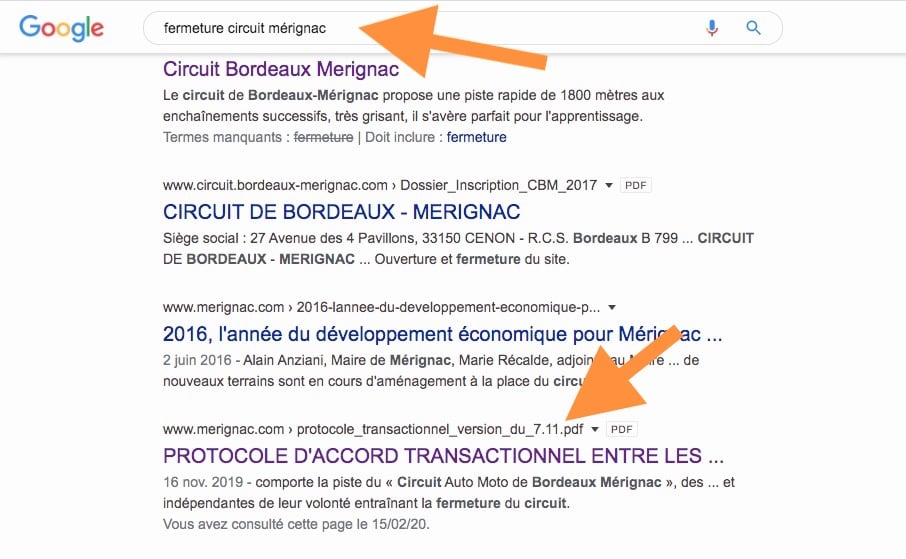 Google
fermeture circuit mérignac
Circuit Bordeaux Merignac
Le circuit de Bordeaux-Mérignac propose une piste rapide de 1800 mètres aux
enchaînements successifs, très grisant, il s'avère parfait pour l'apprentissage.
Termes manquants : fermeture | Doit inclure : fermeture
www.circuit.bordeaux-merignac.com › Dossier_Inscription_CBM_2017 ▼ PDF
CIRCUIT DE BORDEAUX - MERIGNAC
Siège social : 27 Avenue des 4 Pavillons, 33150 CENON - R.C.S. Bordeaux B 799 ... CIRCUIT
DE BORDEAUX - MERIGNAC ... Ouverture et fermeture du site.
www.merignac.com › 2016-lannee-du-developpement-economique-p... ▼
2016, l'année du développement économique pour Mérignac ...
2 juin 2016 - Alain Anziani, Maire de Mérignac, Marie Récalde, ... de
nouveaux terrains sont en cours d'aménagement à la place du
www.merignac.com › protocole_transactionnel_version_du_7.11.pdf ▼ PDF
PROTOCOLE D'ACCORD TRANSACTIONNEL ENTRE LES ...
16 nov. 2019 - comporte la piste du « Circuit Auto Moto de Bordeaux Mérignac », des ... et
indépendantes de leur volonté entraînant la fermeture du circuit.
Vous avez consulté cette page le 15/02/20.